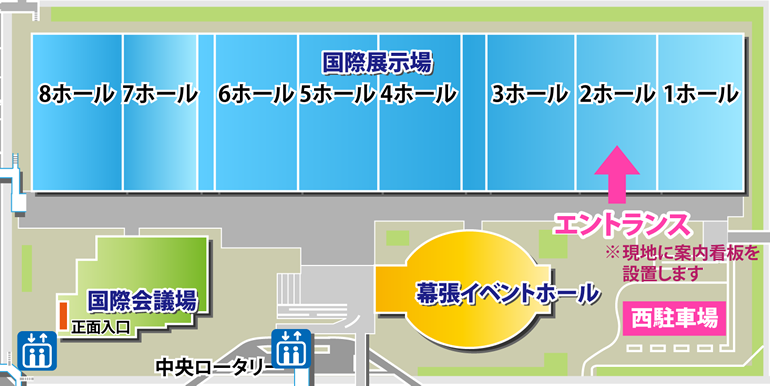 国際展示場
8ホール 7ホール 6ホール 5ホール 4ホール 3ホール 2ホール 1ホール
エントランス
※現地に案内看板を
設置します
国際会議場
正面入口
幕張イベントホール
西駐車場
中央ロータリー